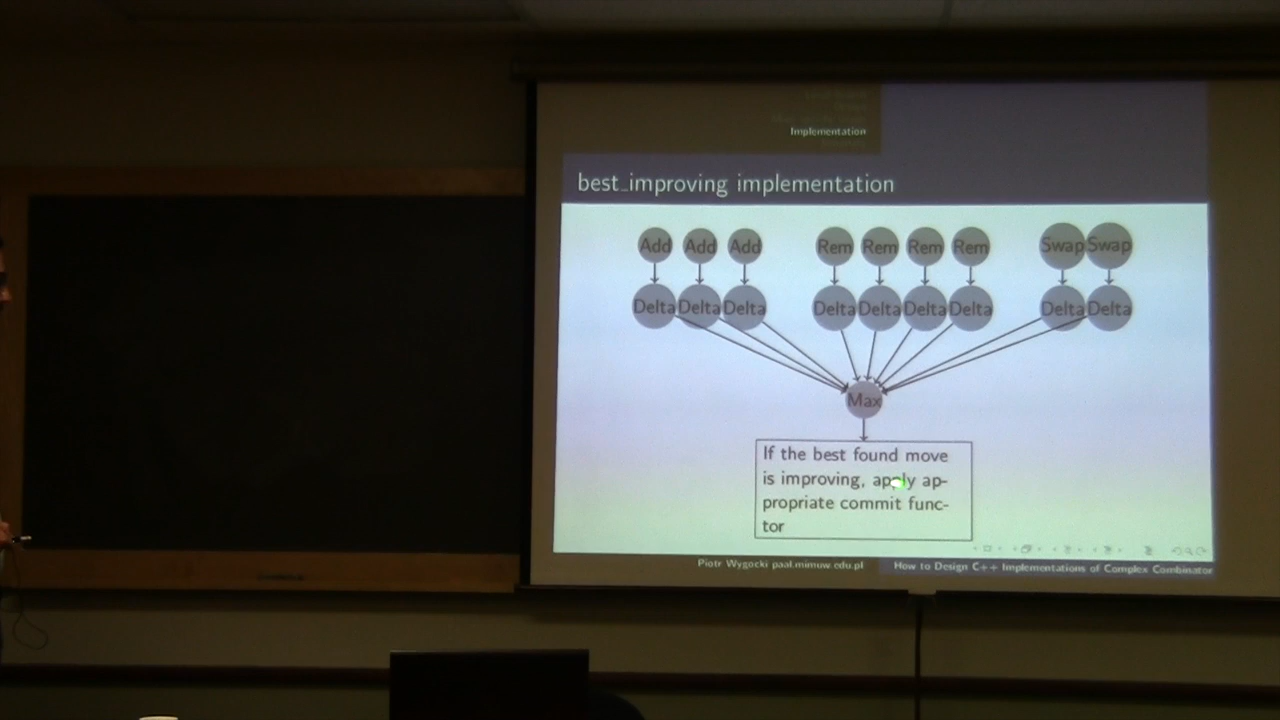 Implementation
best_improving implementation
Add Add Add Rem Rem Rem Rem Swap Swap
Delta Delta Delta Delta Delta Delta Delta Delta Delta
Max
If the best found move
is improving, apply ap-
propriate commit func-
tor
Piotr Wygocki paal.mimuw.edu.pl How to Design C++ Implementations of Complex Combinator